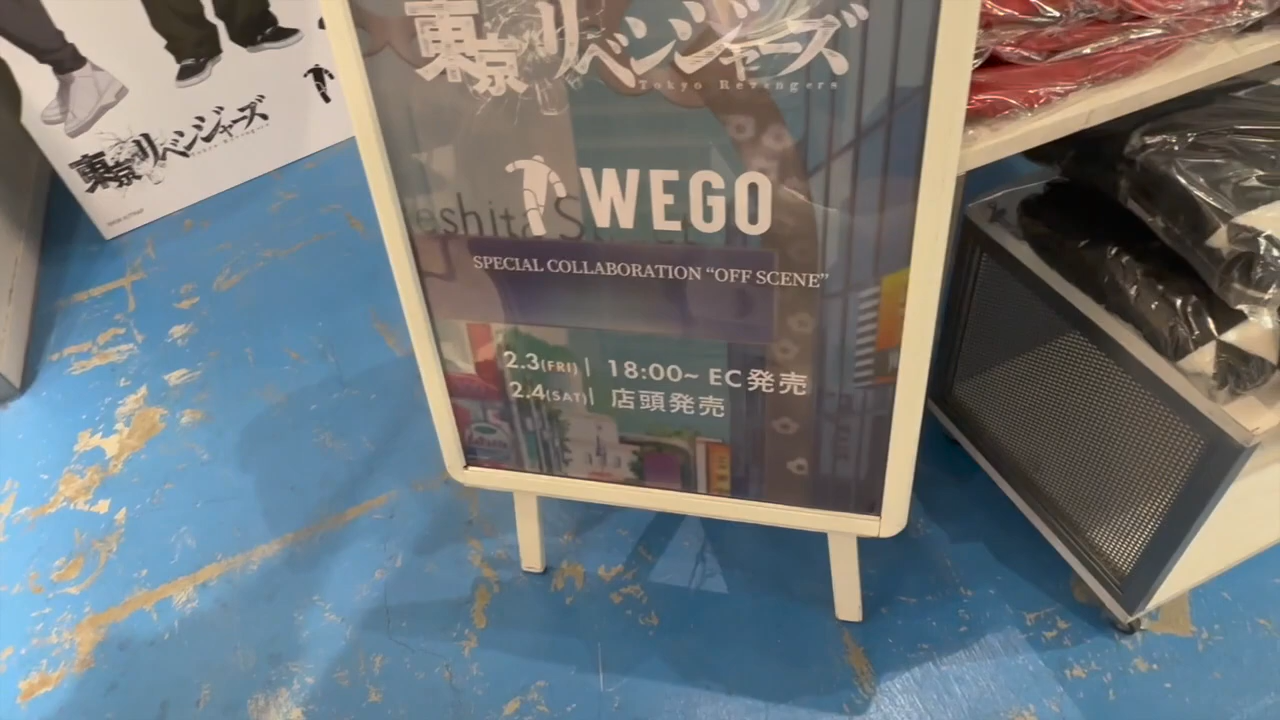 東京リベンジャーズ
Tokyo Revengers
東京リベンジャーズ
WEGO
eshita S
SPECIAL COLLABORATION “OFF SCENE”
2.3(FRI) | 18:00~ EC発売
2.4(SAT) | 店頭発売